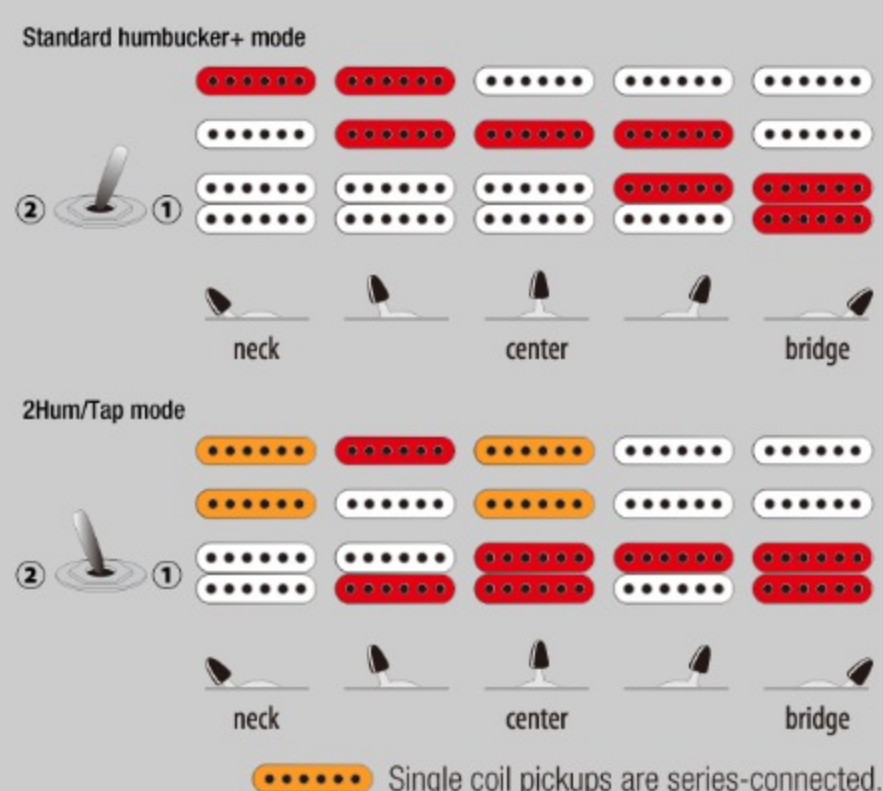 Standard humbucker+ mode
② ①
neck center bridge
2Hum/Tap mode
② ①
neck center bridge
Single coil pickups are series-connected.